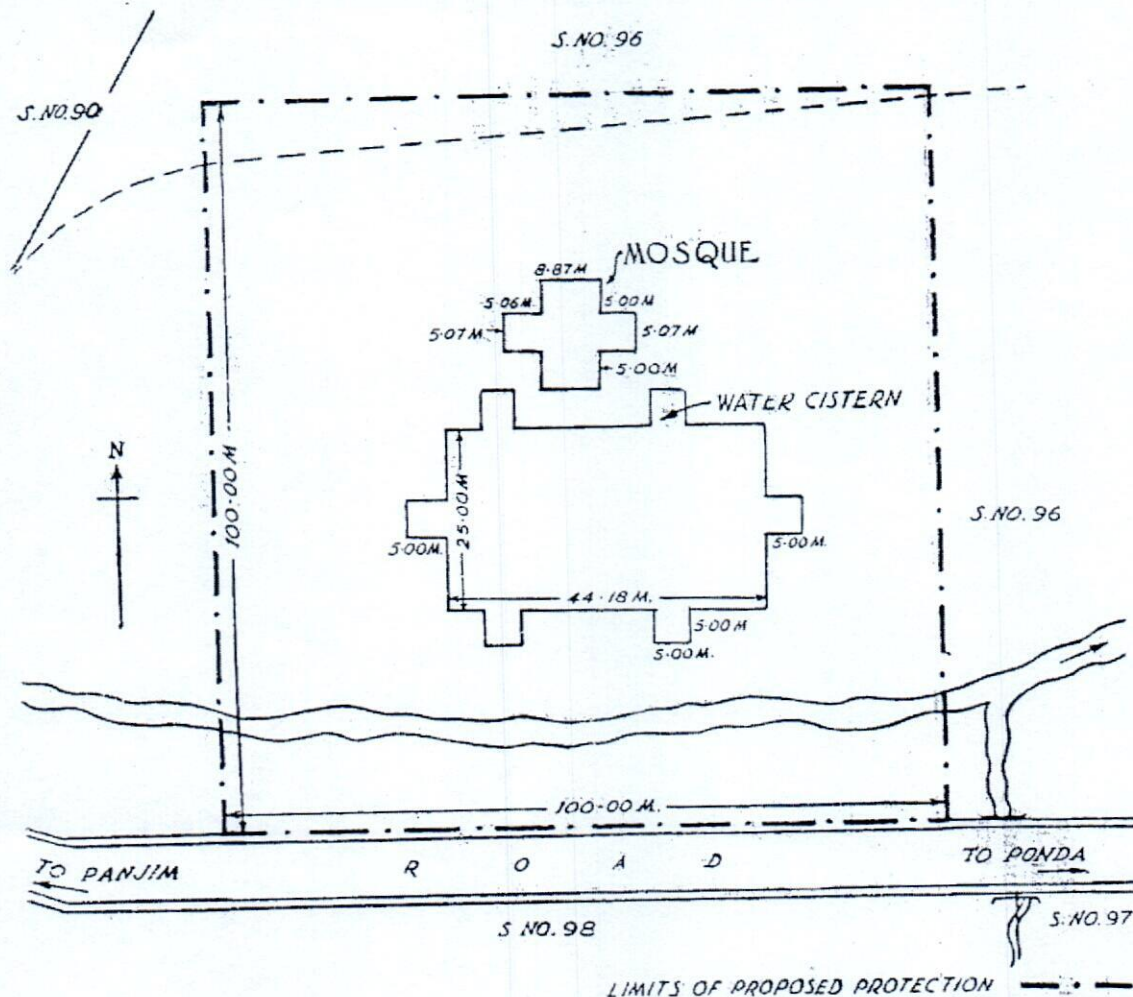 S.NO. 96
S.NO.90
MOSQUE
8.87M
5.06M.
5.00M
5.07M
5.07M
5.00M
WATER CISTERN
N
100.00M
25.00M
S.NO.96
5.00M.
5.00M.
44.18M.
5.00M
5.00M.
100.00M.
TO PANJIM
ROAD
TO PONDA
S NO.98
S.NO.97
LIMITS OF PROPOSED PROTECTION